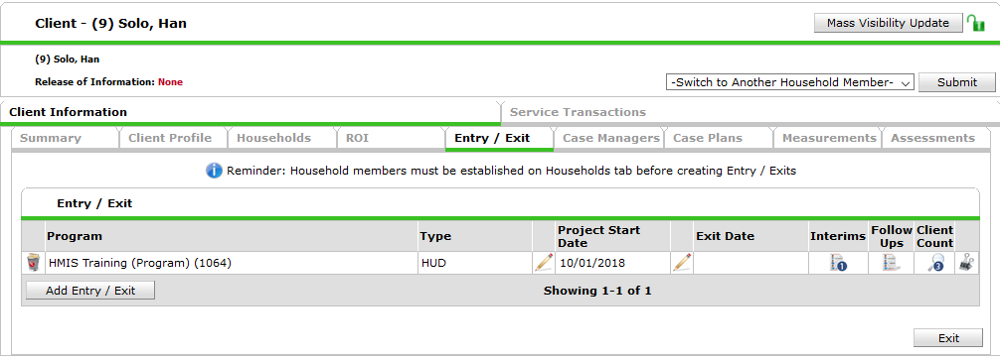 Client - (9) Solo, Han
Mass Visibility Update
(9) Solo, Han
Release of Information: None
-Switch to Another Household Member-
Submit
Client Information
Service Transactions
Summary
Client Profile
Households
ROI
Entry / Exit
Case Managers
Case Plans
Measurements
Assessments
Reminder: Household members must be established on Households tab before creating Entry / Exits
Entry / Exit
Program
Type
Project Start
Date
Exit Date
Interims
Follow
Ups
Client
Count
HMIS Training (Program) (1064)
HUD
10/01/2018
1
3
Add Entry / Exit
Showing 1-1 of 1
Exit